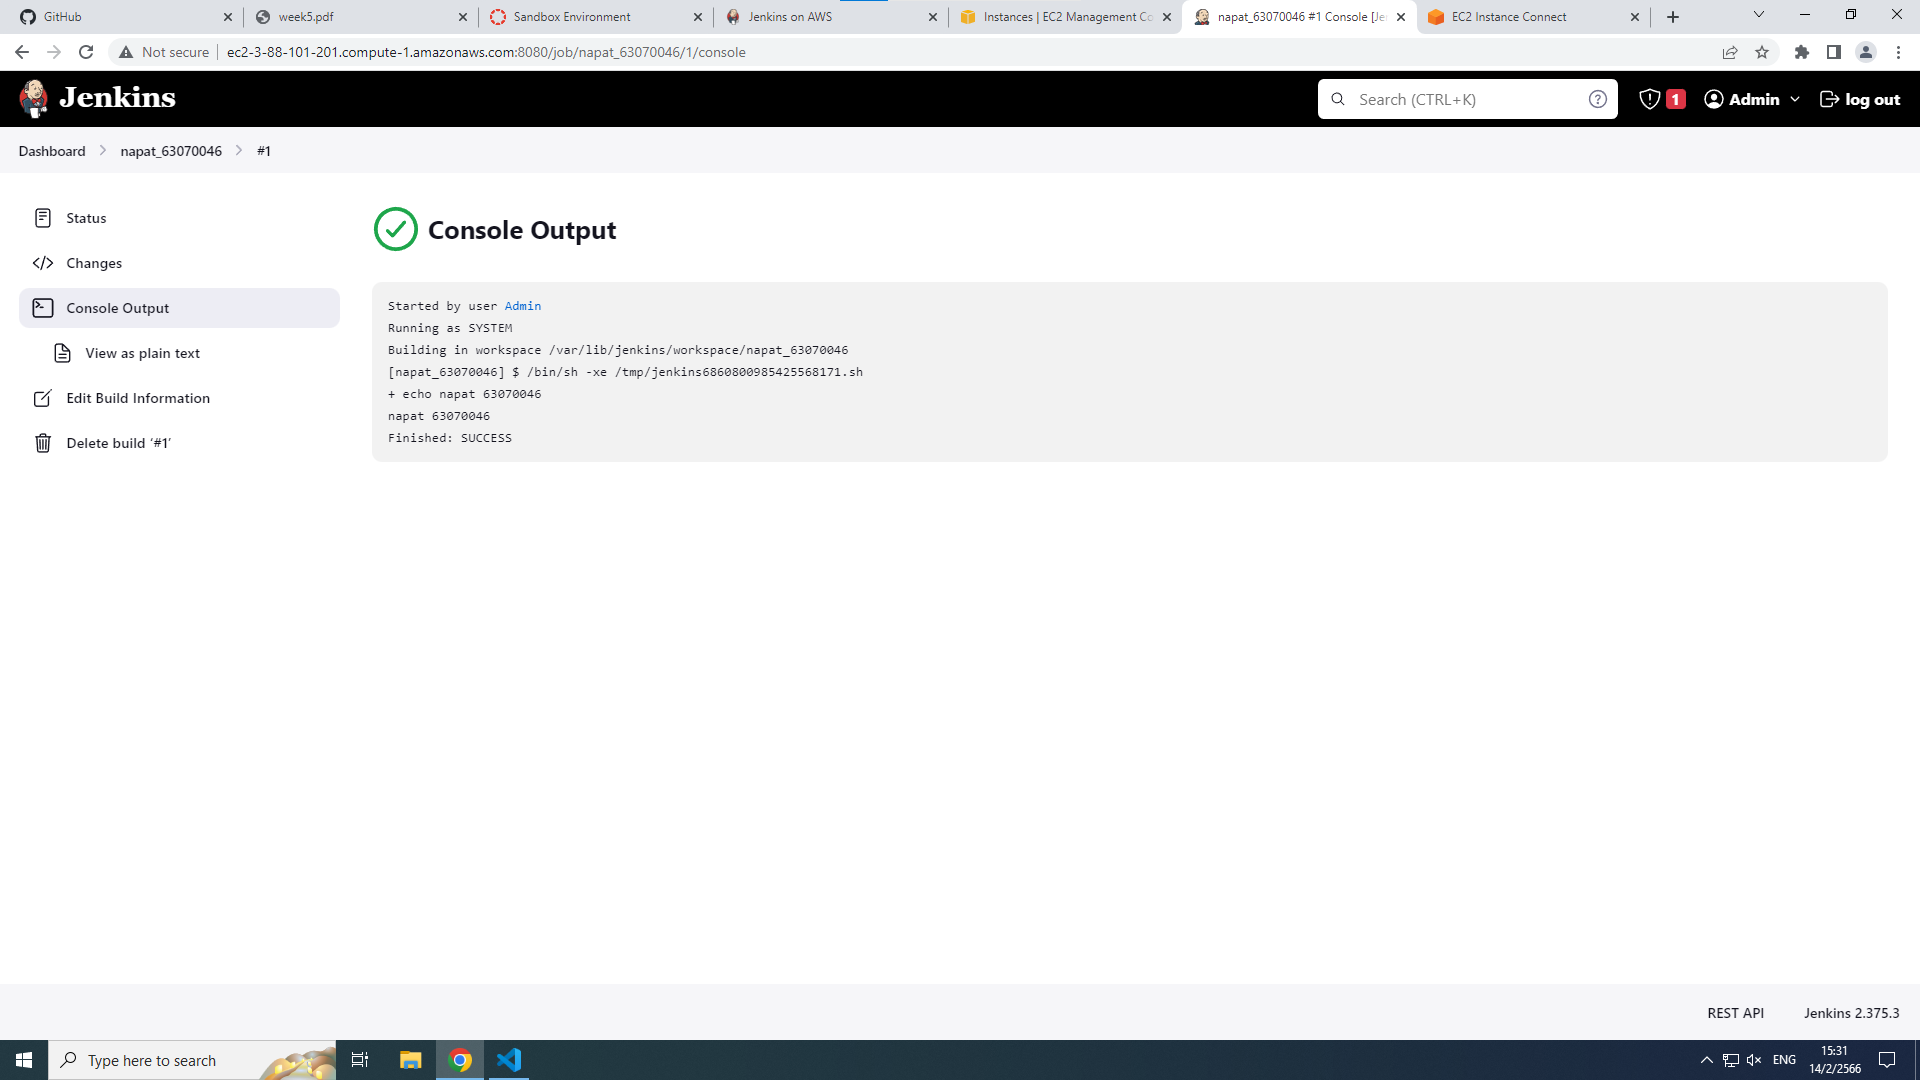 GitHub
week5.pdf
Sandbox Environment
Jenkins on AWS
Instances | EC2 Management Co
napat_63070046 #1 Console [Je
EC2 Instance Connect
Not secure
ec2-3-88-101-201.compute-1.amazonaws.com:8080/job/napat_63070046/1/console
Jenkins
Search (CTRL+K)
1
Admin
log out
Dashboard
napat_63070046
#1
Status
Changes
Console Output
View as plain text
Edit Build Information
Delete build ‘#1’
Console Output
Started by user Admin
Running as SYSTEM
Building in workspace /var/lib/jenkins/workspace/napat_63070046
[napat_63070046] $ /bin/sh -xe /tmp/jenkins6860800985425568171.sh
+ echo napat 63070046
napat 63070046
Finished: SUCCESS
REST API
Jenkins 2.375.3
Type here to search
ENG
15:31
14/2/2566